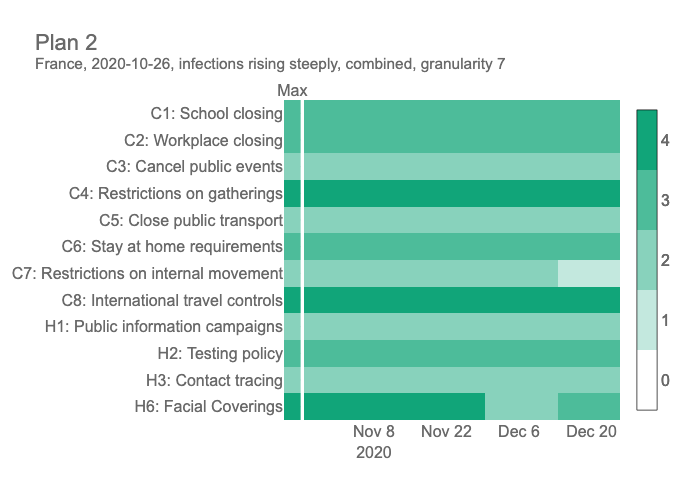 Plan 2
France, 2020-10-26, infections rising steeply, combined, granularity 7
Max
C1: School closing
C2: Workplace closing
C3: Cancel public events
C4: Restrictions on gatherings
C5: Close public transport
C6: Stay at home requirements
C7: Restrictions on internal movement
C8: International travel controls
H1: Public information campaigns
H2: Testing policy
H3: Contact tracing
H6: Facial Coverings
Nov 8 Nov 22 Dec 6 Dec 20
2020
4
3
2
1
0